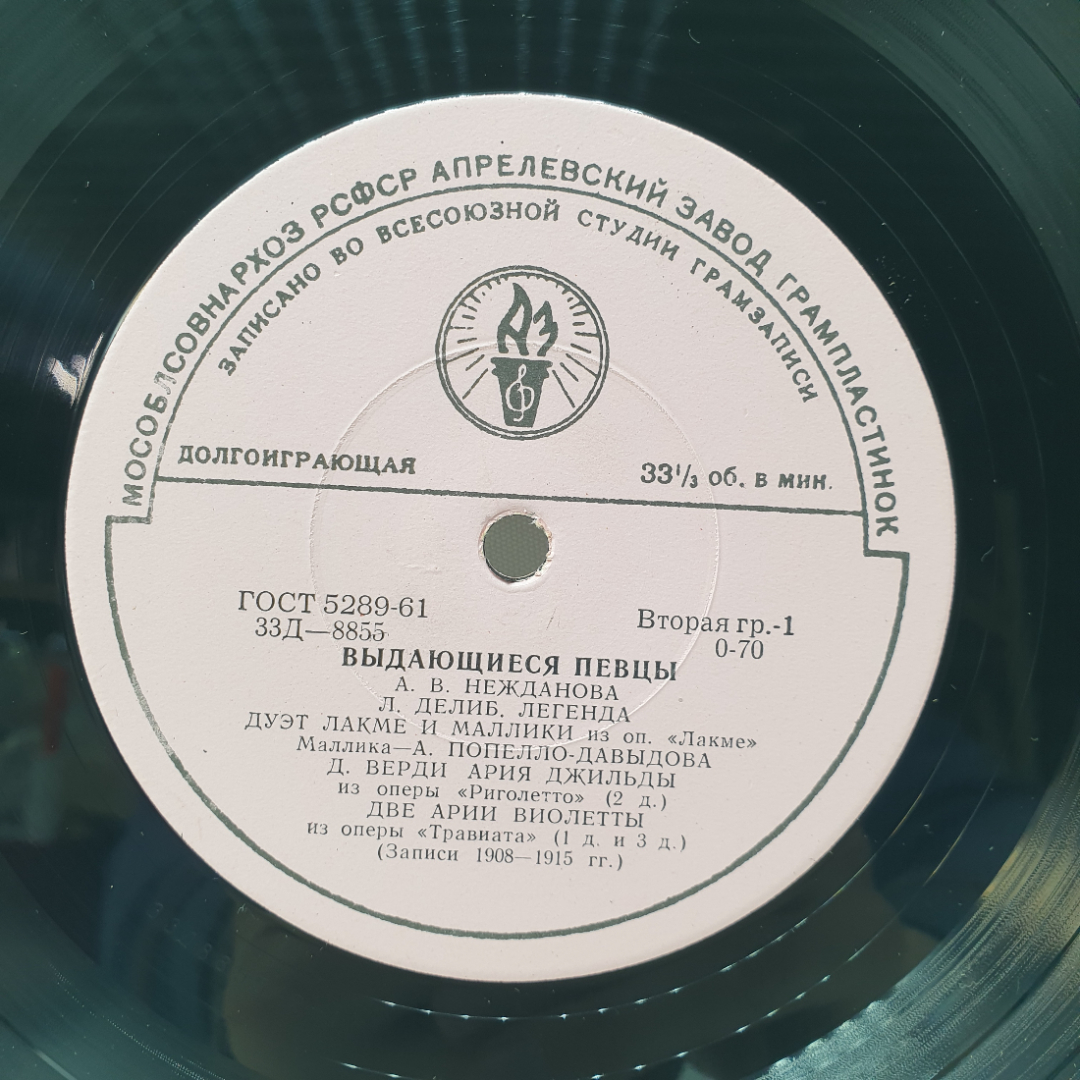 МОСОБЛСОВНАРХОЗ РСФСР АПРЕЛЕВСКИЙ ЗАВОД ГРАМПЛАСТИНОК
ЗАПИСАНО ВО ВСЕСОЮЗНОЙ СТУДИИ ГРАМЗАПИСИ
АЗ
ДОЛГОИГРАЮЩАЯ
33⅓ об. в мин.
ГОСТ 5289-61
Вторая гр.-1
33Д—8855
0-70
ВЫДАЮЩИЕСЯ ПЕВЦЫ
А. В. НЕЖДАНОВА
Л. ДЕЛИБ. ЛЕГЕНДА
ДУЭТ ЛАКМЕ И МАЛЛИКИ из оп. «Лакме»
Маллика—А. ПОПЕЛЛО-ДАВЫДОВА
Д. ВЕРДИ АРИЯ ДЖИЛЬДЫ
из оперы «Риголетто» (2 д.)
ДВЕ АРИИ ВИОЛЕТТЫ
из оперы «Травиата» (1 д. и 3 д.)
(Записи 1908—1915 гг.)